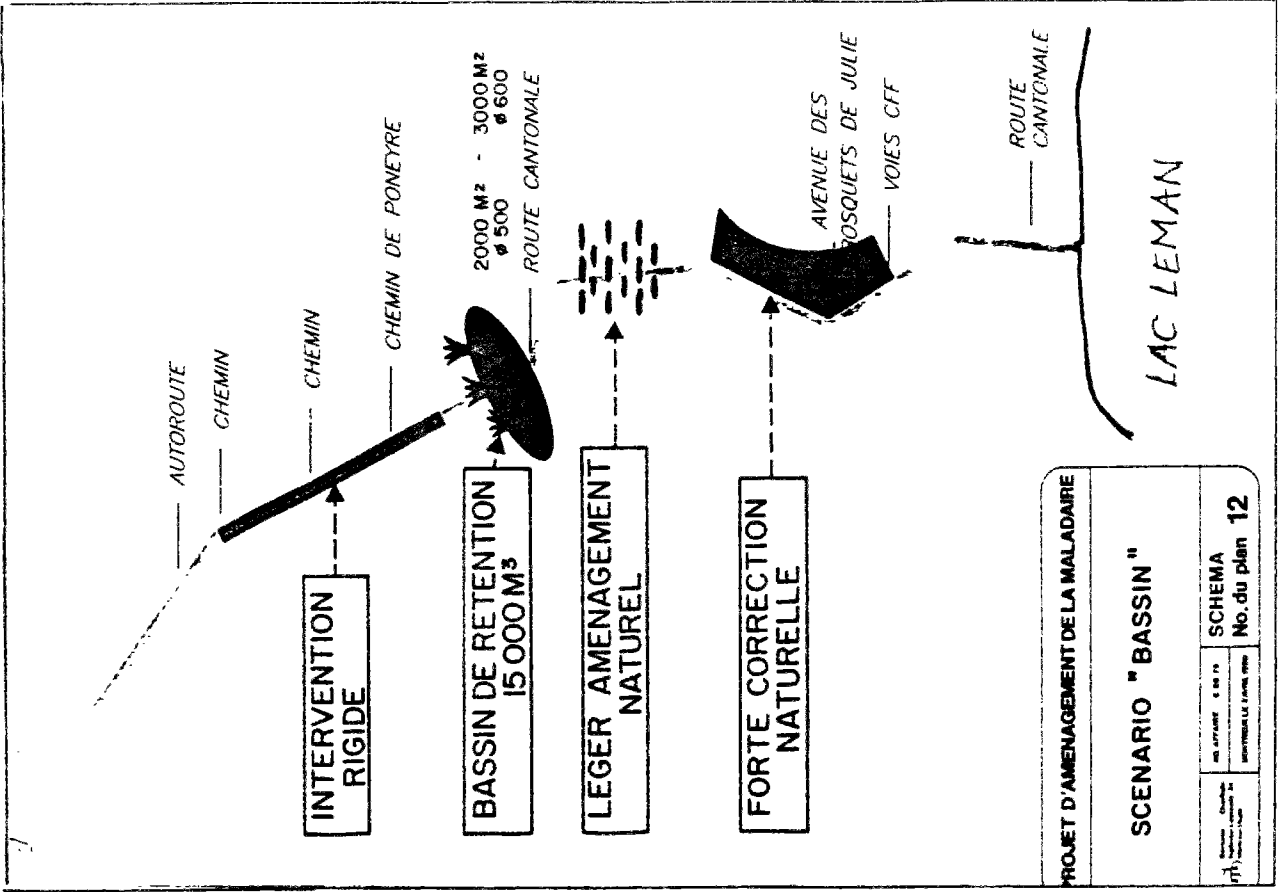 AUTOROUTE
CHEMIN
CHEMIN
CHEMIN DE PONEYRE
2000 M² - 3000 M²
ø 500 ø 600
ROUTE CANTONALE
AVENUE DES
BOSQUETS DE JULIE
VOIES CFF
ROUTE
CANTONALE
LAC LEMAN
INTERVENTION
RIGIDE
BASSIN DE RETENTION
15 000 M³
LEGER AMENAGEMENT
NATUREL
FORTE CORRECTION
NATURELLE
PROJET D'AMENAGEMENT DE LA MALADAIRE
SCENARIO "BASSIN"
SCHEMA
No. du plan 12
NO. AFFAIRE